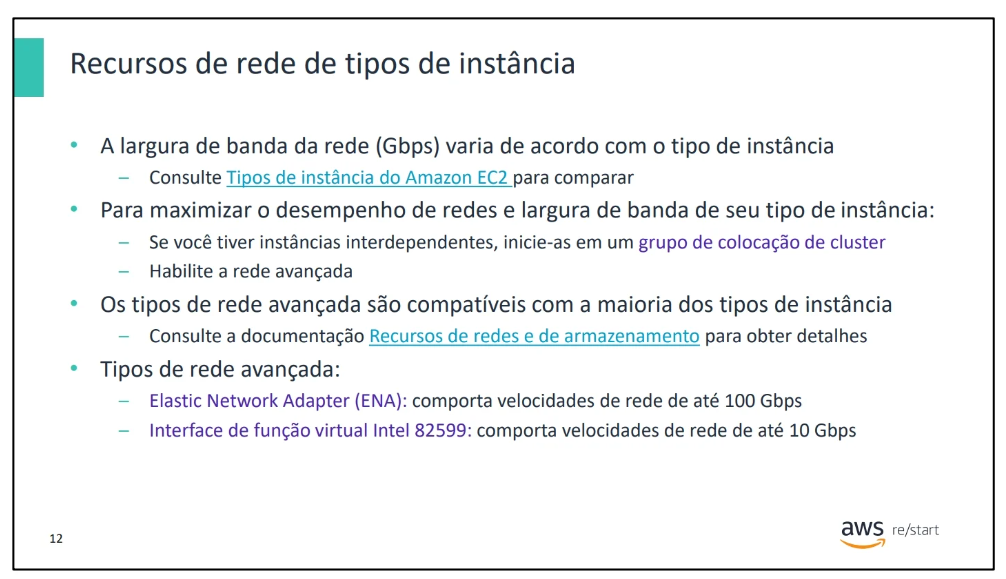 Recursos de rede de tipos de instância
• A largura de banda da rede (Gbps) varia de acordo com o tipo de instância
– Consulte Tipos de instância do Amazon EC2 para comparar
• Para maximizar o desempenho de redes e largura de banda de seu tipo de instância:
– Se você tiver instâncias interdependentes, inicie-as em um grupo de colocação de cluster
– Habilite a rede avançada
• Os tipos de rede avançada são compatíveis com a maioria dos tipos de instância
– Consulte a documentação Recursos de redes e de armazenamento para obter detalhes
• Tipos de rede avançada:
– Elastic Network Adapter (ENA): comporta velocidades de rede de até 100 Gbps
– Interface de função virtual Intel 82599: comporta velocidades de rede de até 10 Gbps
12
aws re/start